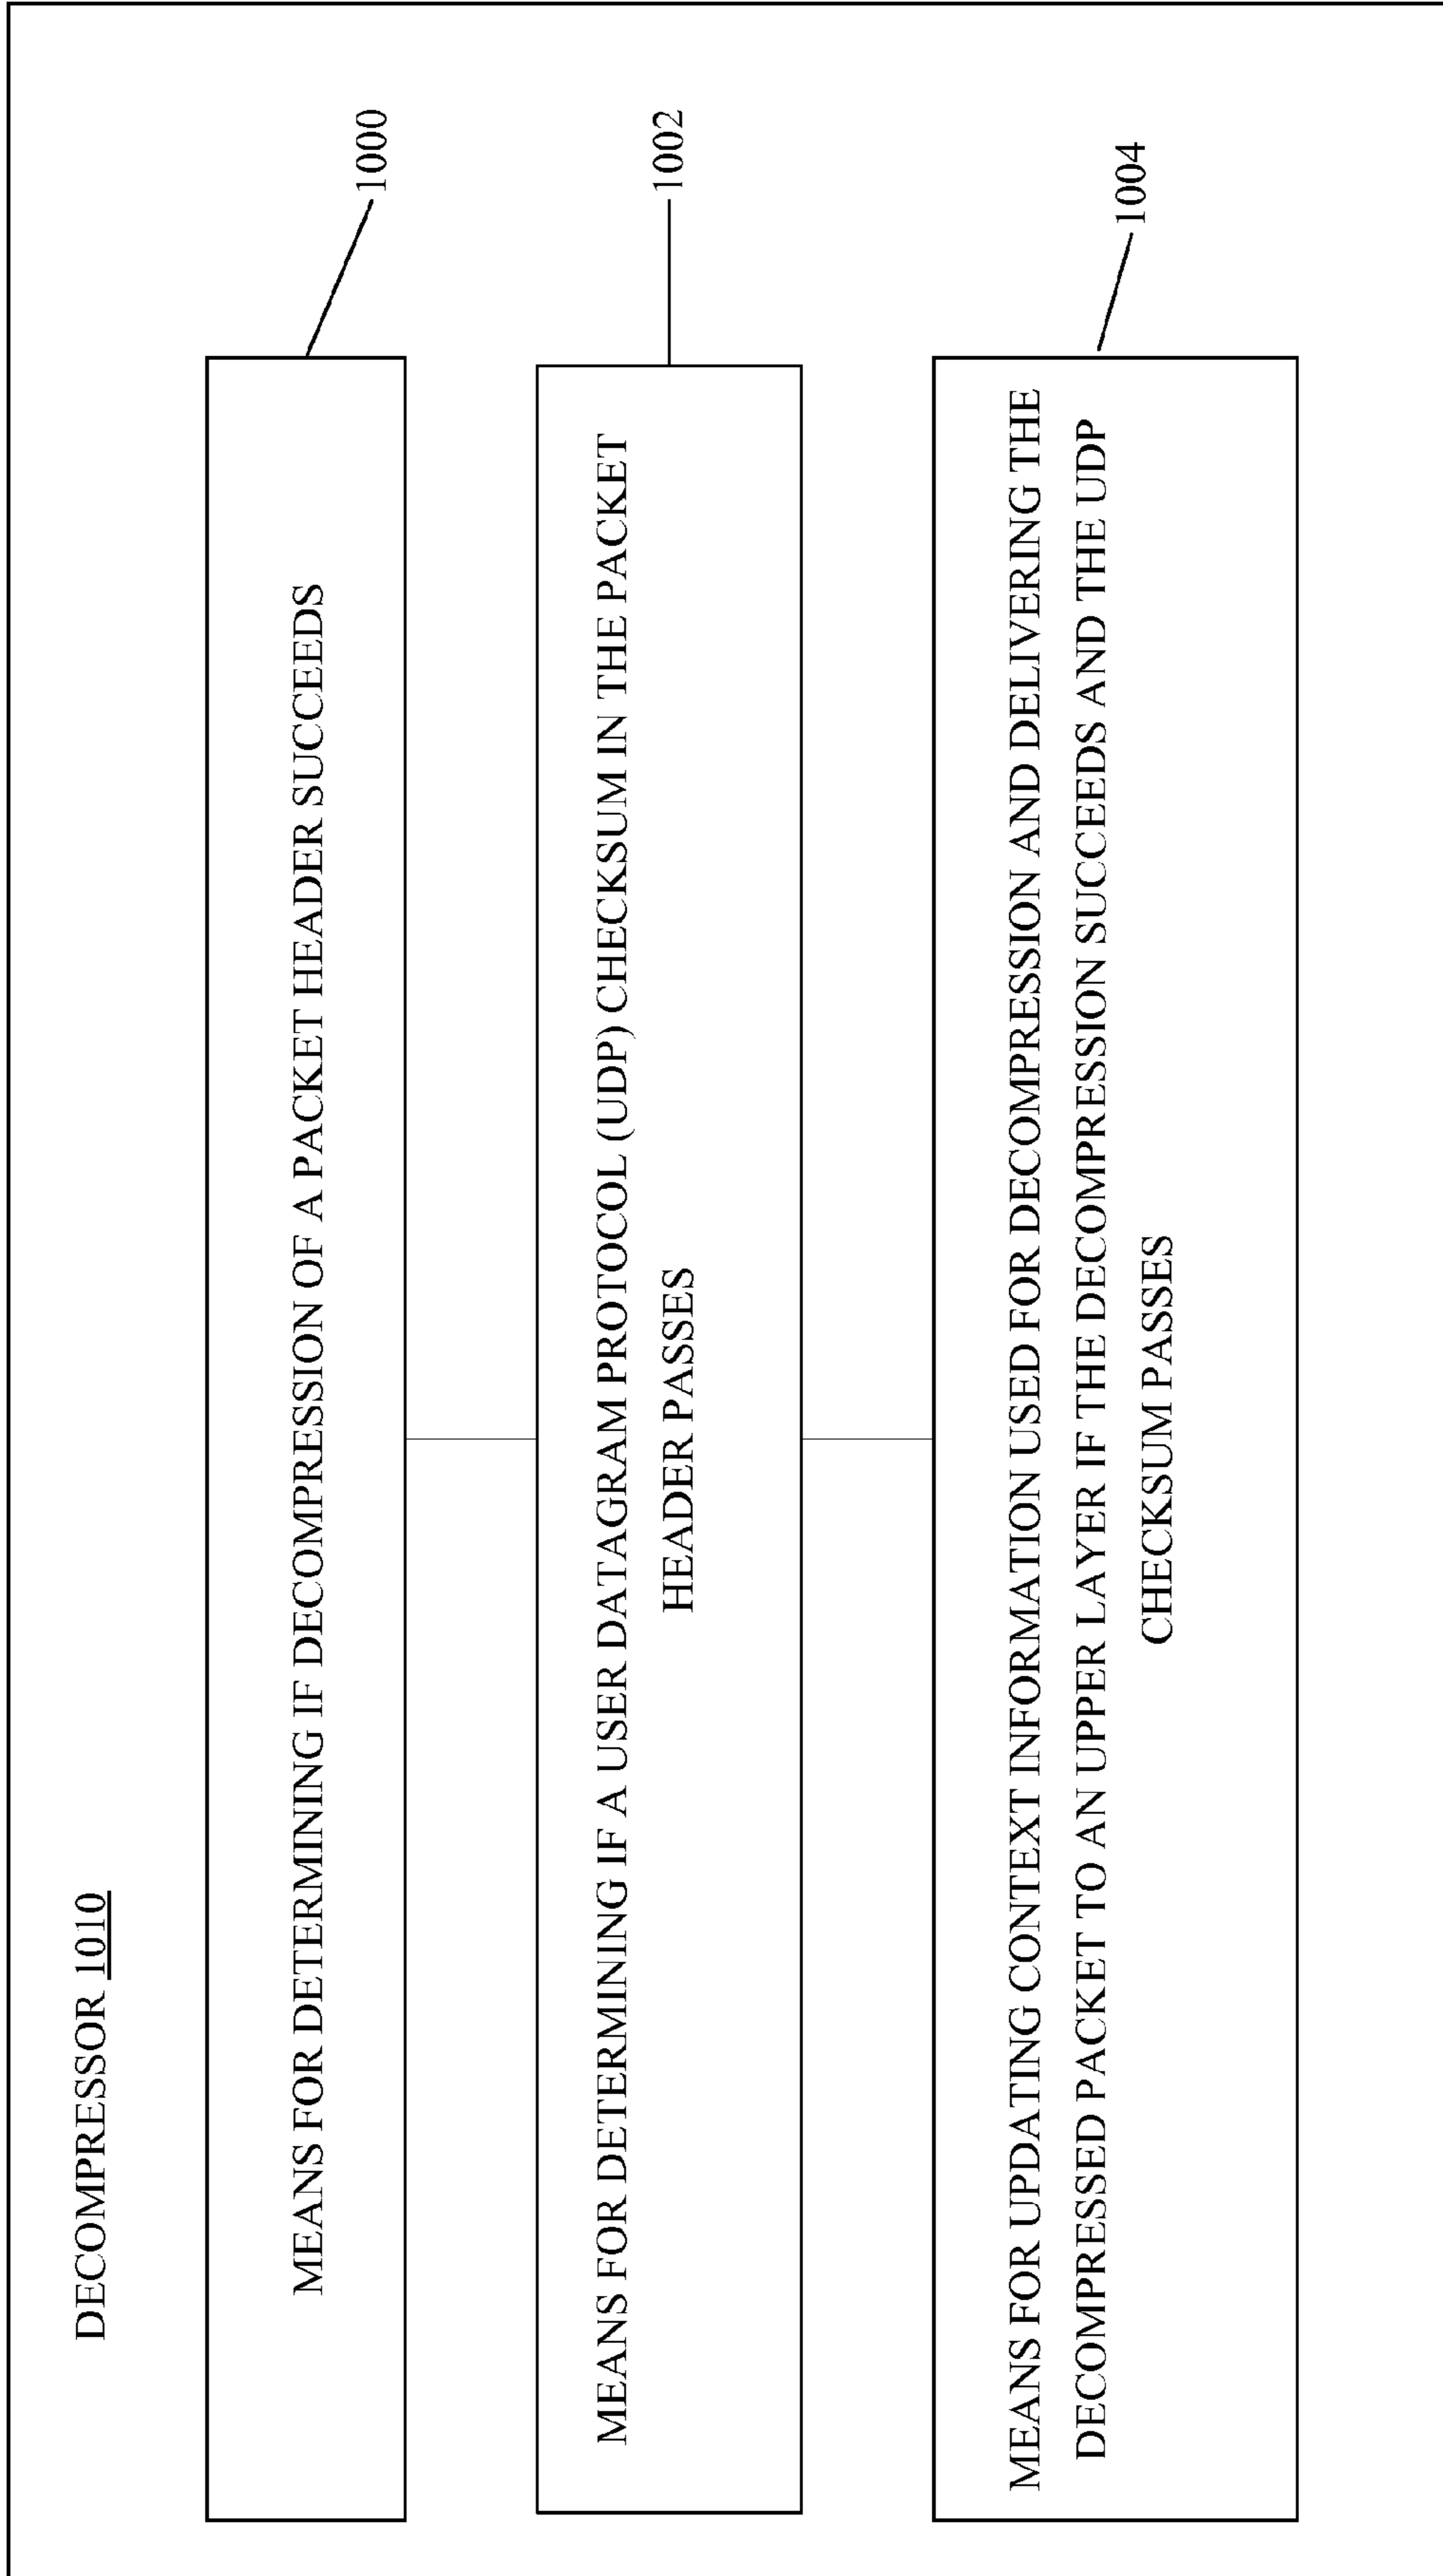 DECOMPRESSOR 1010
MEANS FOR DETERMINING IF DECOMPRESSION OF A PACKET HEADER SUCCEEDS
1000
MEANS FOR DETERMINING IF A USER DATAGRAM PROTOCOL (UDP) CHECKSUM IN THE PACKET
HEADER PASSES
1002
MEANS FOR UPDATING CONTEXT INFORMATION USED FOR DECOMPRESSION AND DELIVERING THE
DECOMPRESSED PACKET TO AN UPPER LAYER IF THE DECOMPRESSION SUCCEEDS AND THE UDP
CHECKSUM PASSES
1004